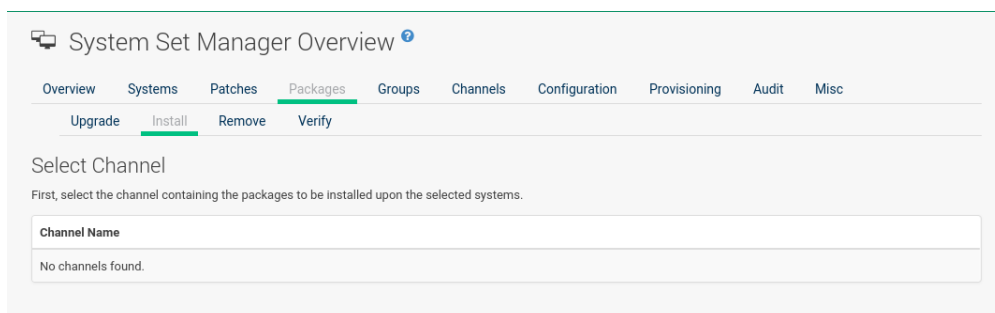 System Set Manager Overview ?
Overview Systems Patches Packages Groups Channels Configuration Provisioning Audit Misc
Upgrade Install Remove Verify
Select Channel
First, select the channel containing the packages to be installed upon the selected systems.
Channel Name
No channels found.